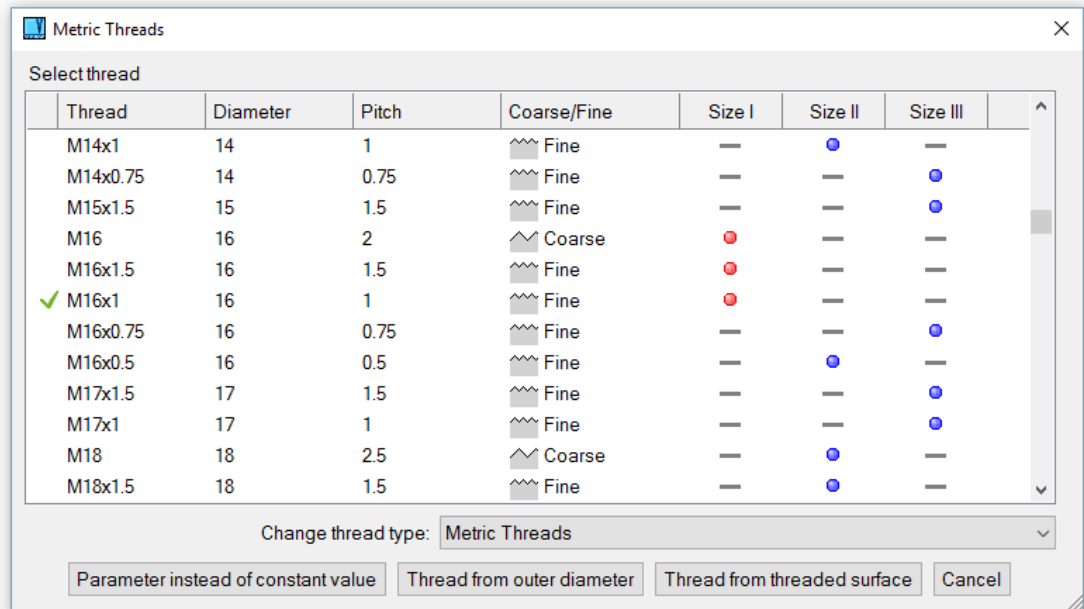 Metric Threads
Select thread
Thread Diameter Pitch Coarse/Fine Size I Size II Size III
M14x1 14 1 Fine
M14x0.75 14 0.75 Fine
M15x1.5 15 1.5 Fine
M16 16 2 Coarse
M16x1.5 16 1.5 Fine
M16x1 16 1 Fine
M16x0.75 16 0.75 Fine
M16x0.5 16 0.5 Fine
M17x1.5 17 1.5 Fine
M17x1 17 1 Fine
M18 18 2.5 Coarse
M18x1.5 18 1.5 Fine
Change thread type: Metric Threads
Parameter instead of constant value Thread from outer diameter Thread from threaded surface Cancel